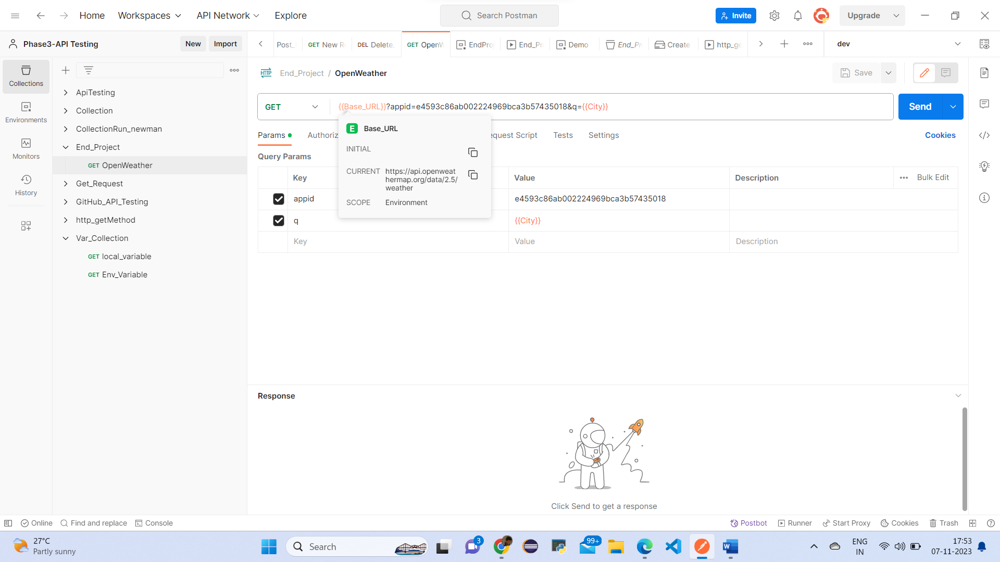 Home Workspaces API Network Explore Search Postman Invite Upgrade
Phase3-API Testing New Import Post_ GET New R DEL Delete_ GET OpenW EndPro End_Pr Demo End_Pr Create http_ge dev
Collections
Environments
Monitors
History
ApiTesting
Collection
CollectionRun_newman
End_Project
GET OpenWeather
Get_Request
GitHub_API_Testing
http_getMethod
Var_Collection
GET local_variable
GET Env_Variable
HTTP End_Project / OpenWeather Save
GET {{Base_URL}}?appid=e4593c86ab002224969bca3b57435018&q={{City}} Send
Params Authoriz equest Script Tests Settings Cookies
E Base_URL
INITIAL
CURRENT https://api.openweat
hermap.org/data/2.5/
weather
SCOPE Environment
Query Params
Key Value Description Bulk Edit
appid e4593c86ab002224969bca3b57435018
q {{City}}
Key Value Description
Response
Click Send to get a response
Online Find and replace Console Postbot Runner Start Proxy Cookies Trash
27°C
Partly sunny
Search
3
99+
ENG
IN
17:53
07-11-2023